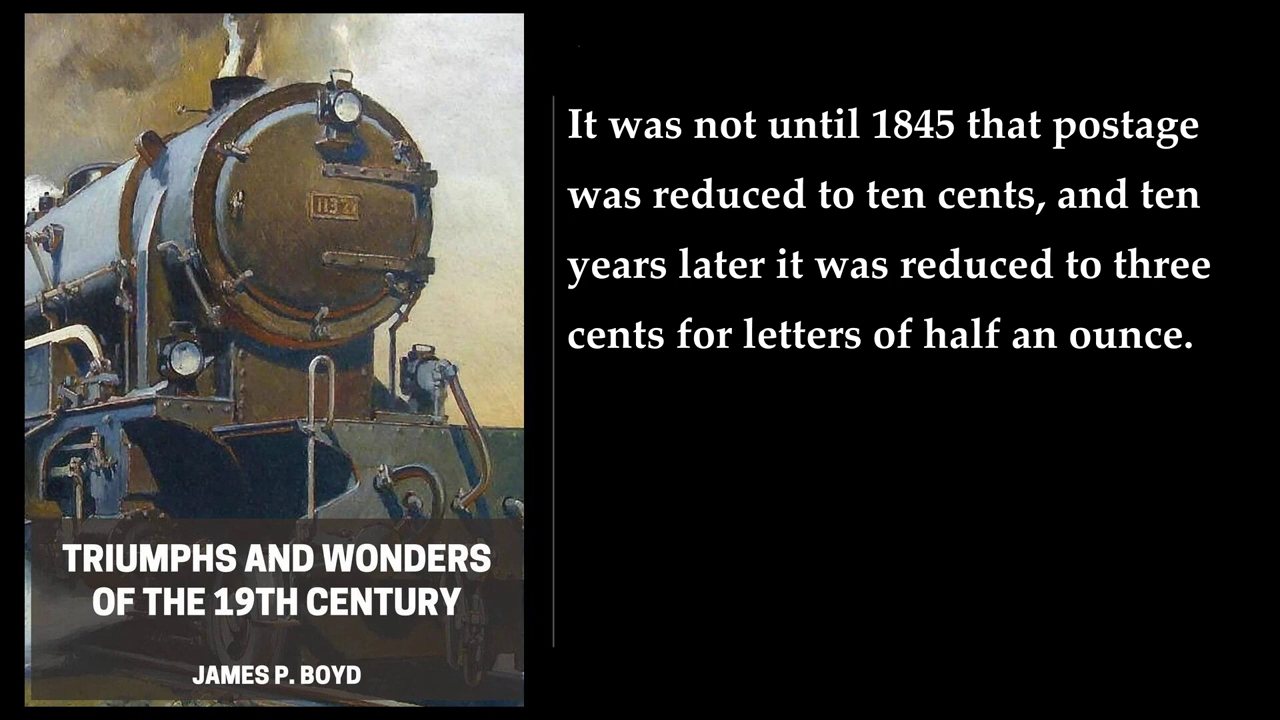 It was not until 1845 that postage
was reduced to ten cents, and ten
years later it was reduced to three
cents for letters of half an ounce.
TRIUMPHS AND WONDERS
OF THE 19TH CENTURY
JAMES P. BOYD